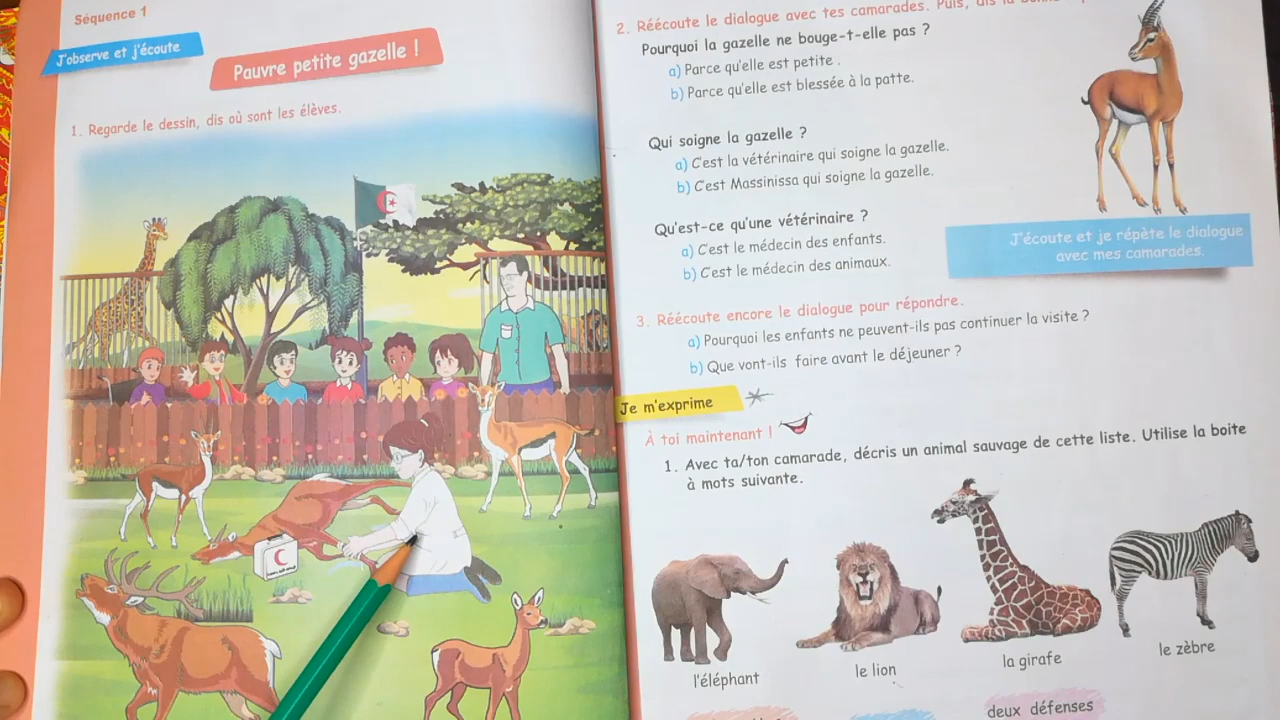 Séquence 1
J'observe et j'écoute
Pauvre petite gazelle !
1. Regarde le dessin, dis où sont les élèves.
2. Réécoute le dialogue avec tes camarades. Puis, dis la
Pourquoi la gazelle ne bouge-t-elle pas ?
a) Parce qu'elle est petite .
b) Parce qu'elle est blessée à la patte.
Qui soigne la gazelle ?
a) C'est la vétérinaire qui soigne la gazelle.
b) C'est Massinissa qui soigne la gazelle.
Qu'est-ce qu'une vétérinaire ?
a) C'est le médecin des enfants.
b) C'est le médecin des animaux.
J'écoute et je répète le dialogue
avec mes camarades.
3. Réécoute encore le dialogue pour répondre.
a) Pourquoi les enfants ne peuvent-ils pas continuer la visite ?
b) Que vont-ils faire avant le déjeuner ?
Je m'exprime
À toi maintenant !
1. Avec ta/ton camarade, décris un animal sauvage de cette liste. Utilise la boite
à mots suivante.
l'éléphant
le lion
la girafe
le zèbre
deux défenses